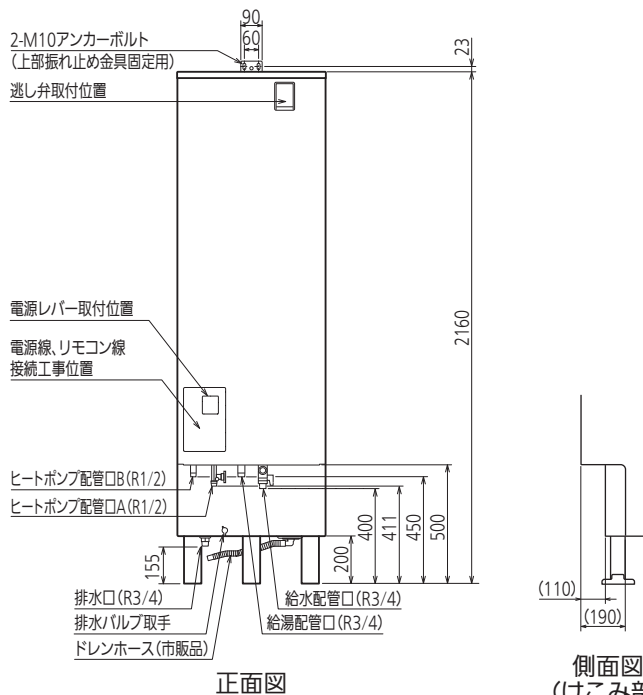 90
60
23
2-M10アンカーボルト
(上部振れ止め金具固定用)
逃し弁取付位置
2160
電源レバー取付位置
電源線、リモコン線
接続工事位置
ヒートポンプ配管口B(R1/2)
ヒートポンプ配管口A(R1/2)
155
200
400
411
450
500
排水口(R3/4)
排水バルブ取手
ドレンホース(市販品)
給水配管口(R3/4)
給湯配管口(R3/4)
正面図
(110)
(190)
側面図
(けこみ部